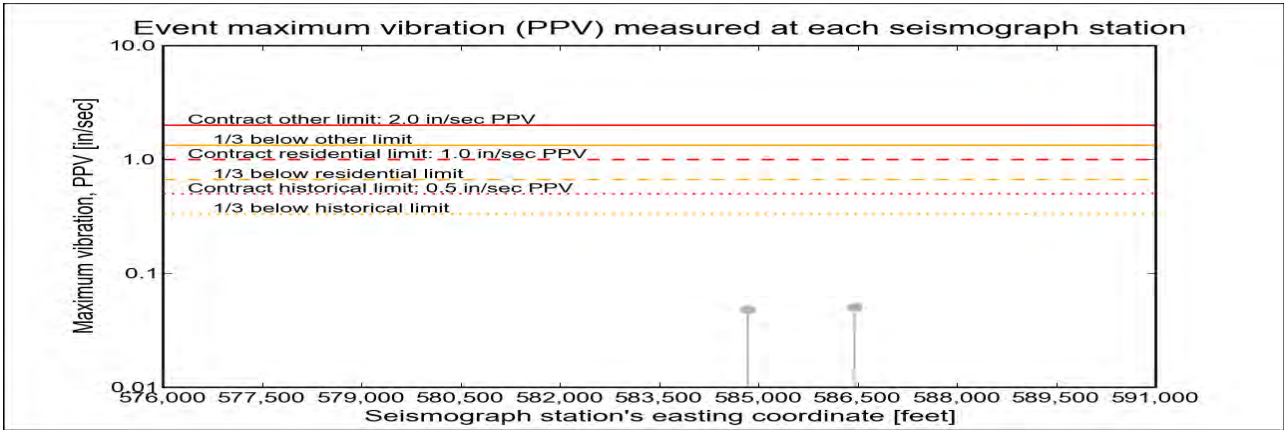 Event maximum vibration (PPV) measured at each seismograph station
Maximum vibration, PPV [in/sec]
10.0
1.0
0.1
0.01
Contract other limit: 2.0 in/sec PPV
1/3 below other limit
Contract residential limit: 1.0 in/sec PPV
1/3 below residential limit
Contract historical limit: 0.5 in/sec PPV
1/3 below historical limit
576,000 577,500 579,000 580,500 582,000 583,500 585,000 586,500 588,000 589,500 591,000
Seismograph station's easting coordinate [feet]